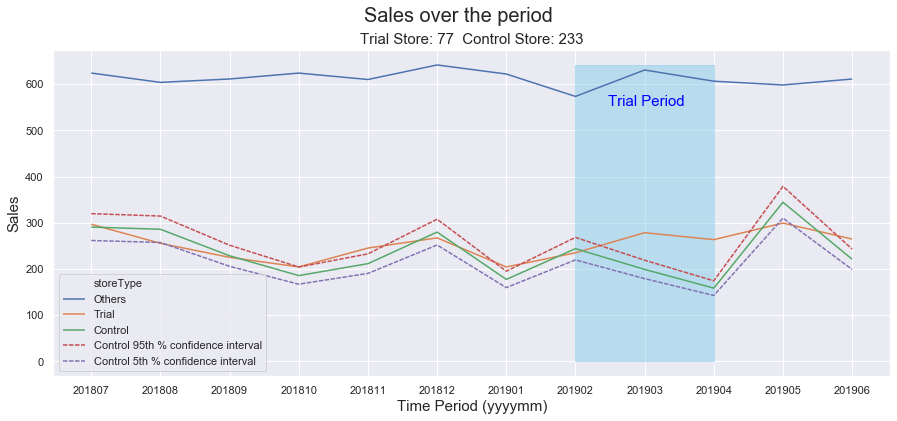 Sales over the period
Trial Store: 77  Control Store: 233
Trial Period
Sales
600
500
400
300
200
100
0
storeType
Others
Trial
Control
Control 95th % confidence interval
Control 5th % confidence interval
201807 201808 201809 201810 201811 201812 201901 201902 201903 201904 201905 201906
Time Period (yyyymm)